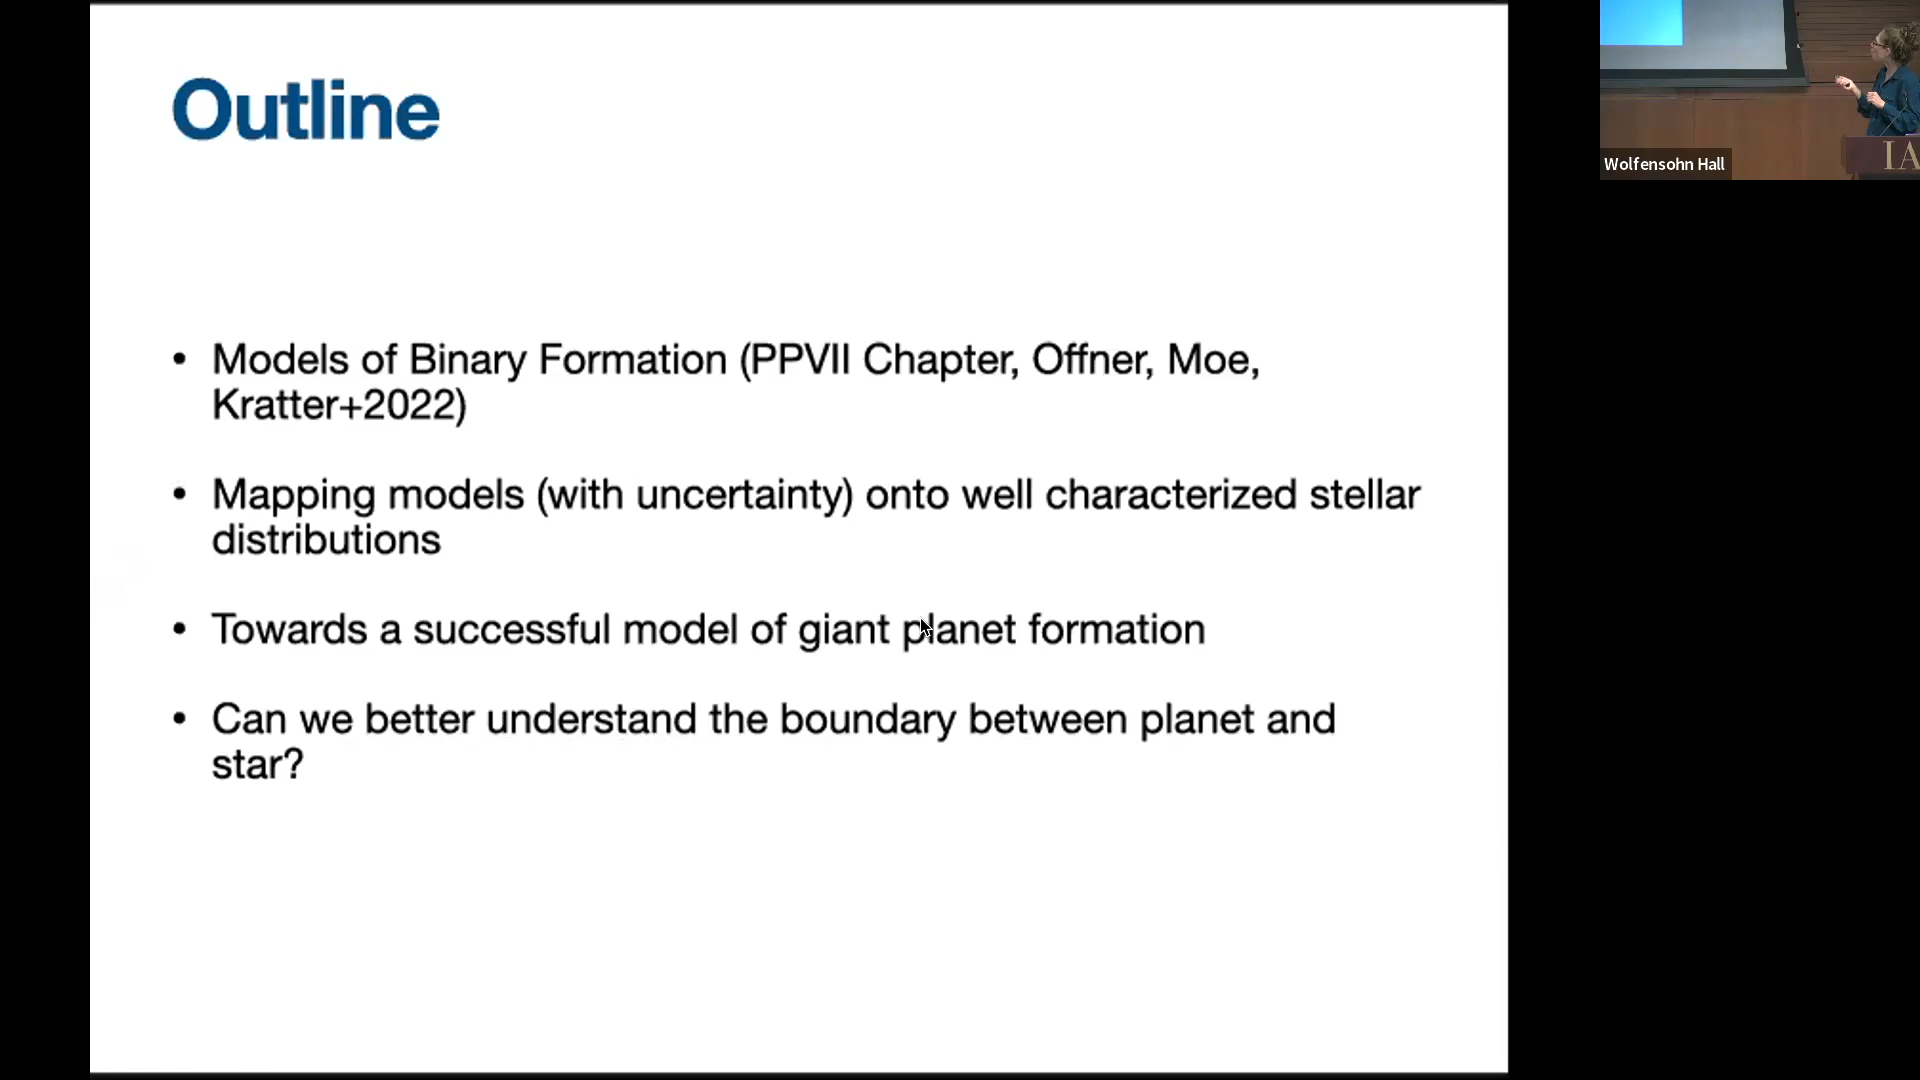 Outline
• Models of Binary Formation (PPVII Chapter, Offner, Moe,
Kratter+2022)
• Mapping models (with uncertainty) onto well characterized stellar
distributions
• Towards a successful model of giant planet formation
• Can we better understand the boundary between planet and
star?
Wolfensohn Hall
IA